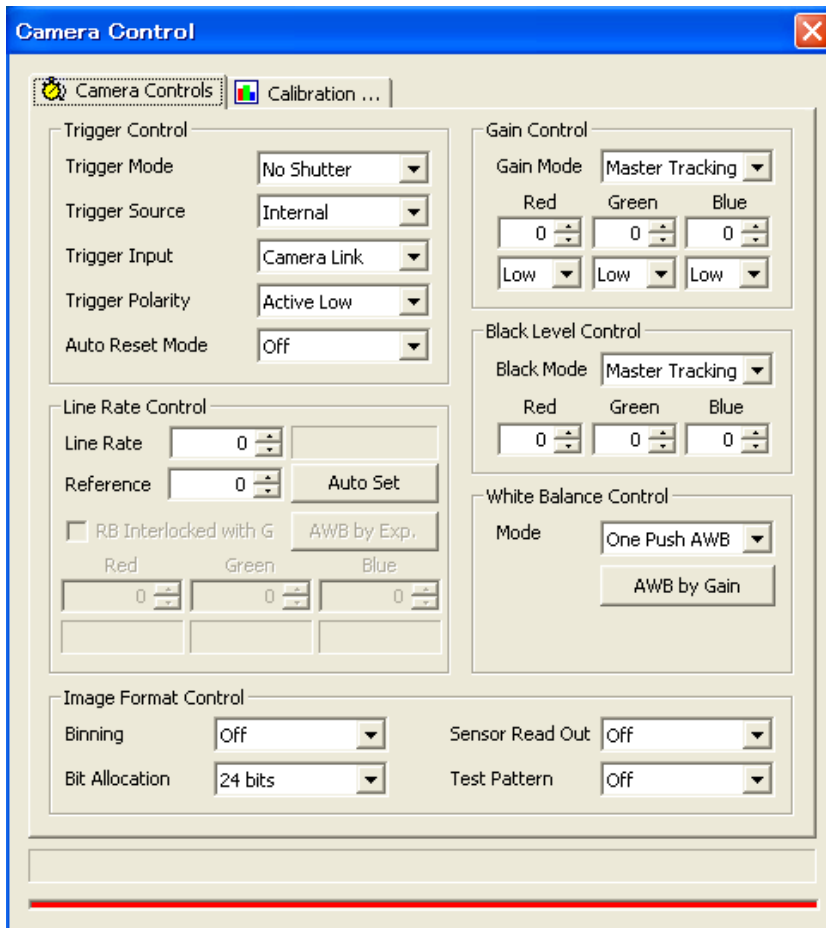 Camera Control
Camera Controls
Calibration ...
Trigger Control
Trigger Mode No Shutter
Trigger Source Internal
Trigger Input Camera Link
Trigger Polarity Active Low
Auto Reset Mode Off
Line Rate Control
Line Rate 0
Reference 0 Auto Set
RB Interlocked with G AWB by Exp.
Red Green Blue
0 0 0
Gain Control
Gain Mode Master Tracking
Red Green Blue
0 0 0
Low Low Low
Black Level Control
Black Mode Master Tracking
Red Green Blue
0 0 0
White Balance Control
Mode One Push AWB
AWB by Gain
Image Format Control
Binning Off Sensor Read Out Off
Bit Allocation 24 bits Test Pattern Off